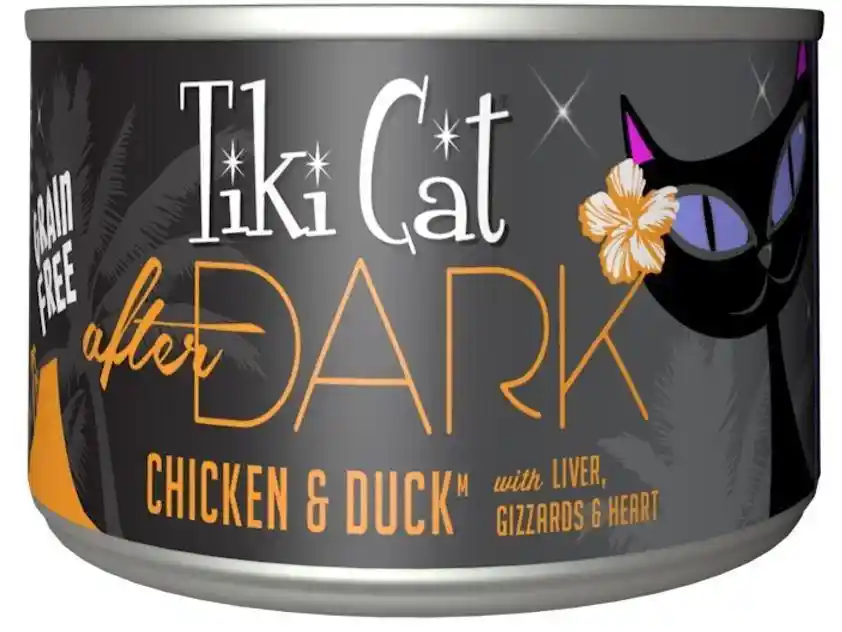 Tiki Cat
GRAIN
FREE
after DARK
CHICKEN & DUCK™ with LIVER,
GIZZARDS & HEART